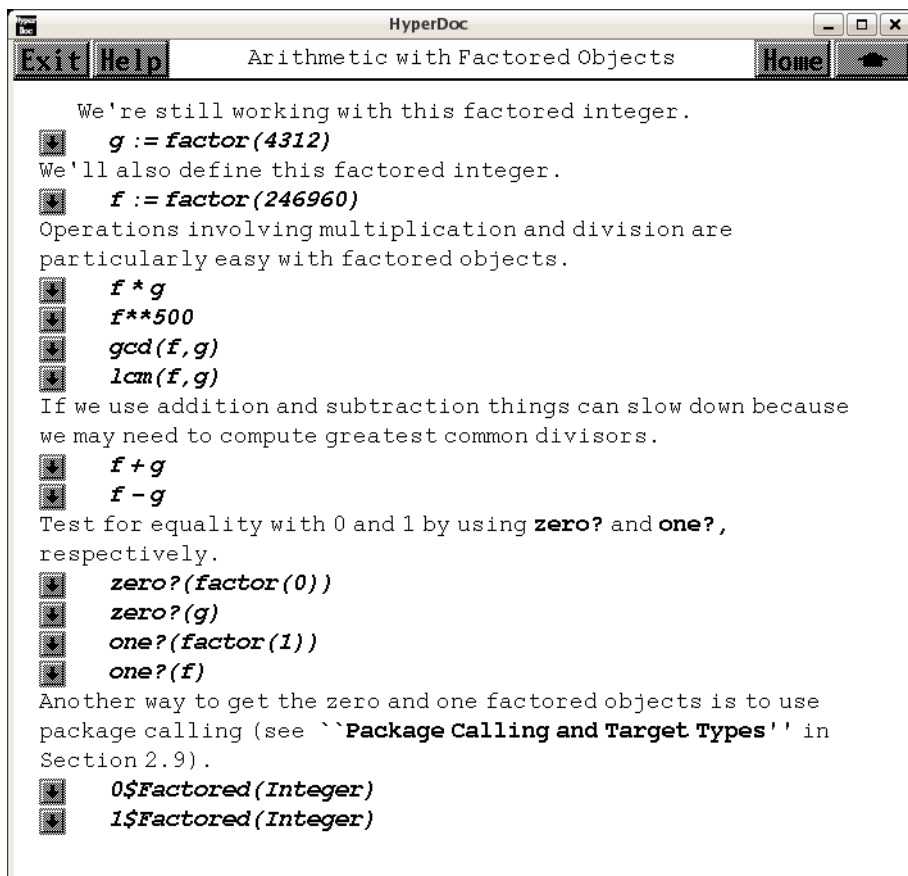 Hyper Doc
HyperDoc
Exit Help Arithmetic with Factored Objects Home
We're still working with this factored integer.
g := factor(4312)
We'll also define this factored integer.
f := factor(246960)
Operations involving multiplication and division are
particularly easy with factored objects.
f * g
f**500
gcd(f,g)
lcm(f,g)
If we use addition and subtraction things can slow down because
we may need to compute greatest common divisors.
f + g
f - g
Test for equality with 0 and 1 by using zero? and one?,
respectively.
zero?(factor(0))
zero?(g)
one?(factor(1))
one?(f)
Another way to get the zero and one factored objects is to use
package calling (see ``Package Calling and Target Types'' in
Section 2.9).
0$Factored(Integer)
1$Factored(Integer)